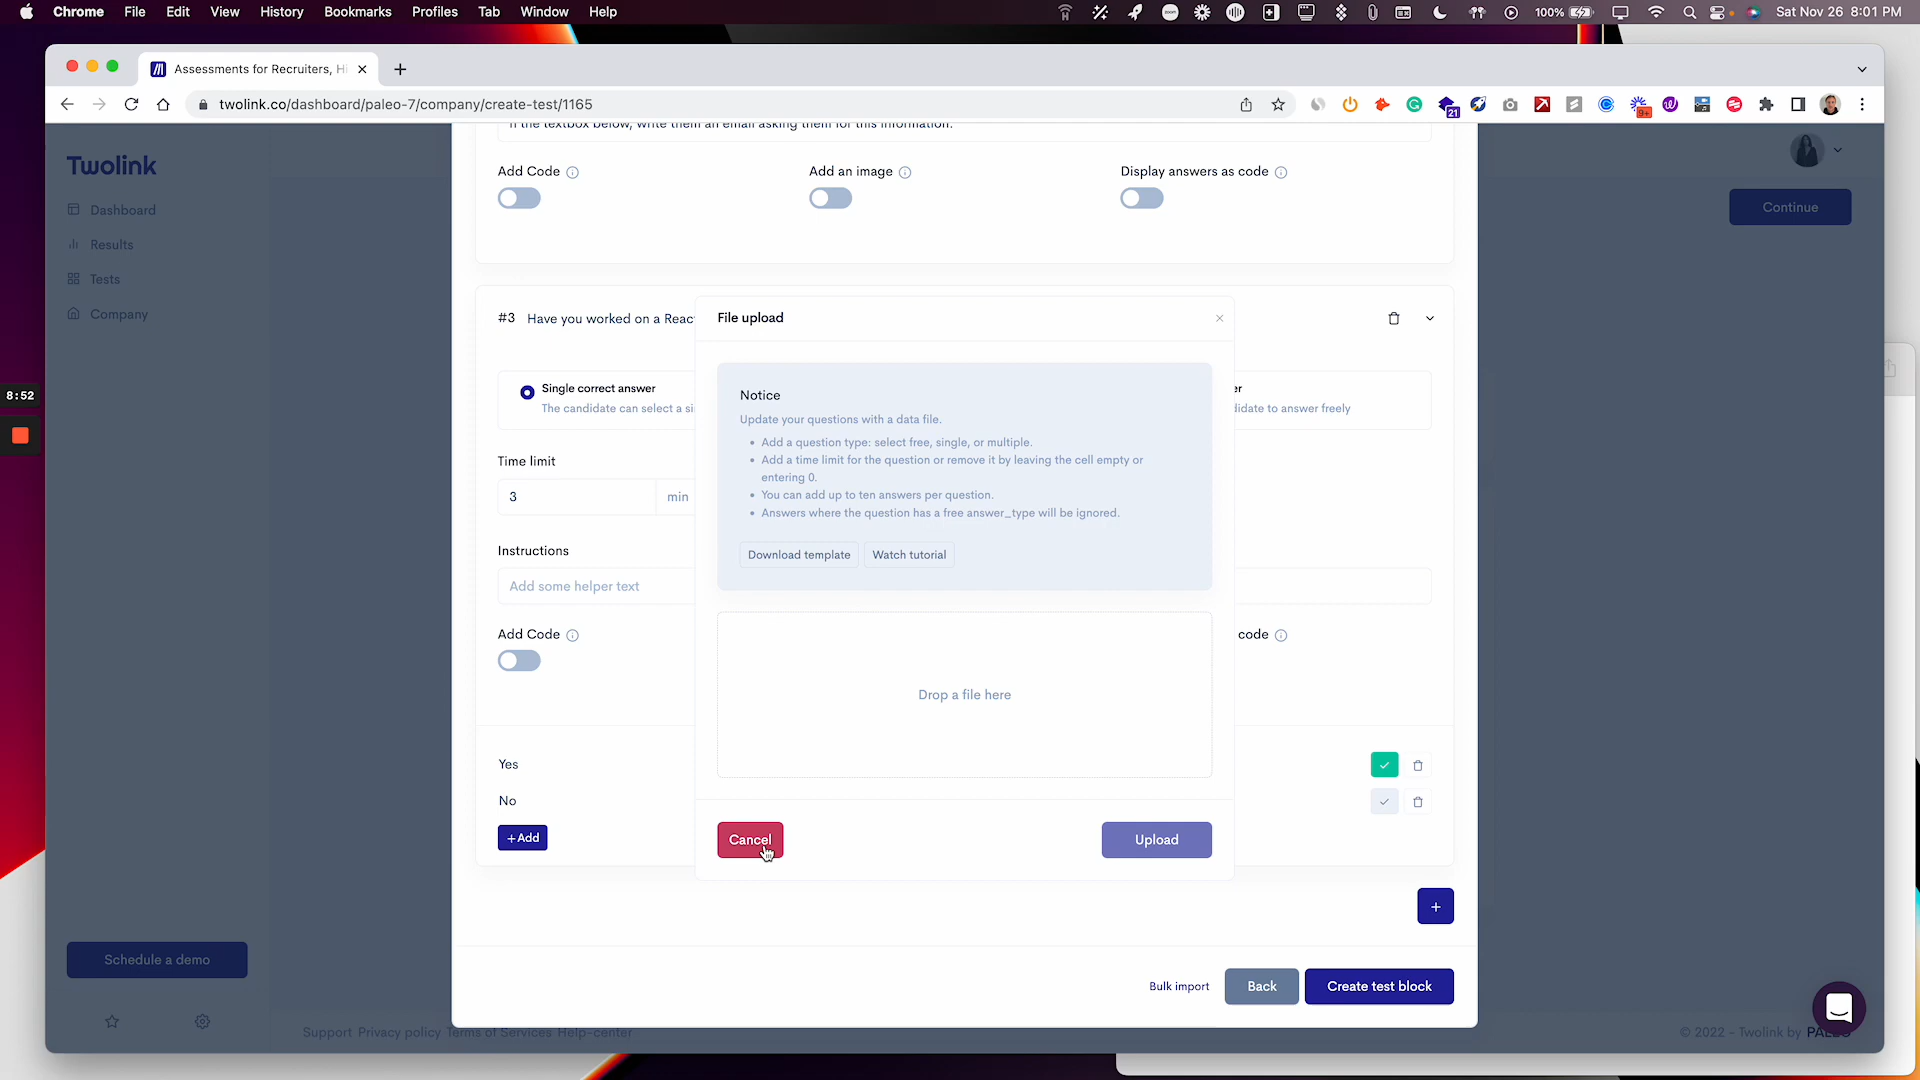 Chrome File Edit View History Bookmarks Profiles Tab Window Help 100% Sat Nov 26 8:01 PM
Assessments for Recruiters, Hi
twolink.co/dashboard/paleo-7/company/create-test/1165
21
9+
Twolink
Dashboard
Results
Tests
Company
Continue
in the textbox below, write them an email asking them for this information.
Add Code
Add an image
Display answers as code
8:52
#3 Have you worked on a Reac
Single correct answer
The candidate can select a si
er
didate to answer freely
Time limit
3 min
Instructions
Add some helper text
Add Code
code
File upload
Notice
Update your questions with a data file.
• Add a question type: select free, single, or multiple.
• Add a time limit for the question or remove it by leaving the cell empty or
entering 0.
• You can add up to ten answers per question.
• Answers where the question has a free answer_type will be ignored.
Download template Watch tutorial
Drop a file here
Cancel Upload
Yes
No
+Add
+
Bulk import Back Create test block
Schedule a demo
Support Privacy policy Terms of Services Help-center
© 2022 - Twolink by PALEO